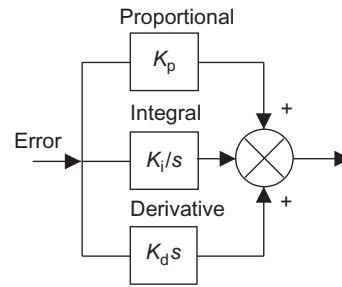 Proportional
Kp
+
Integral
Error
Ki/s
Derivative
+
Kds